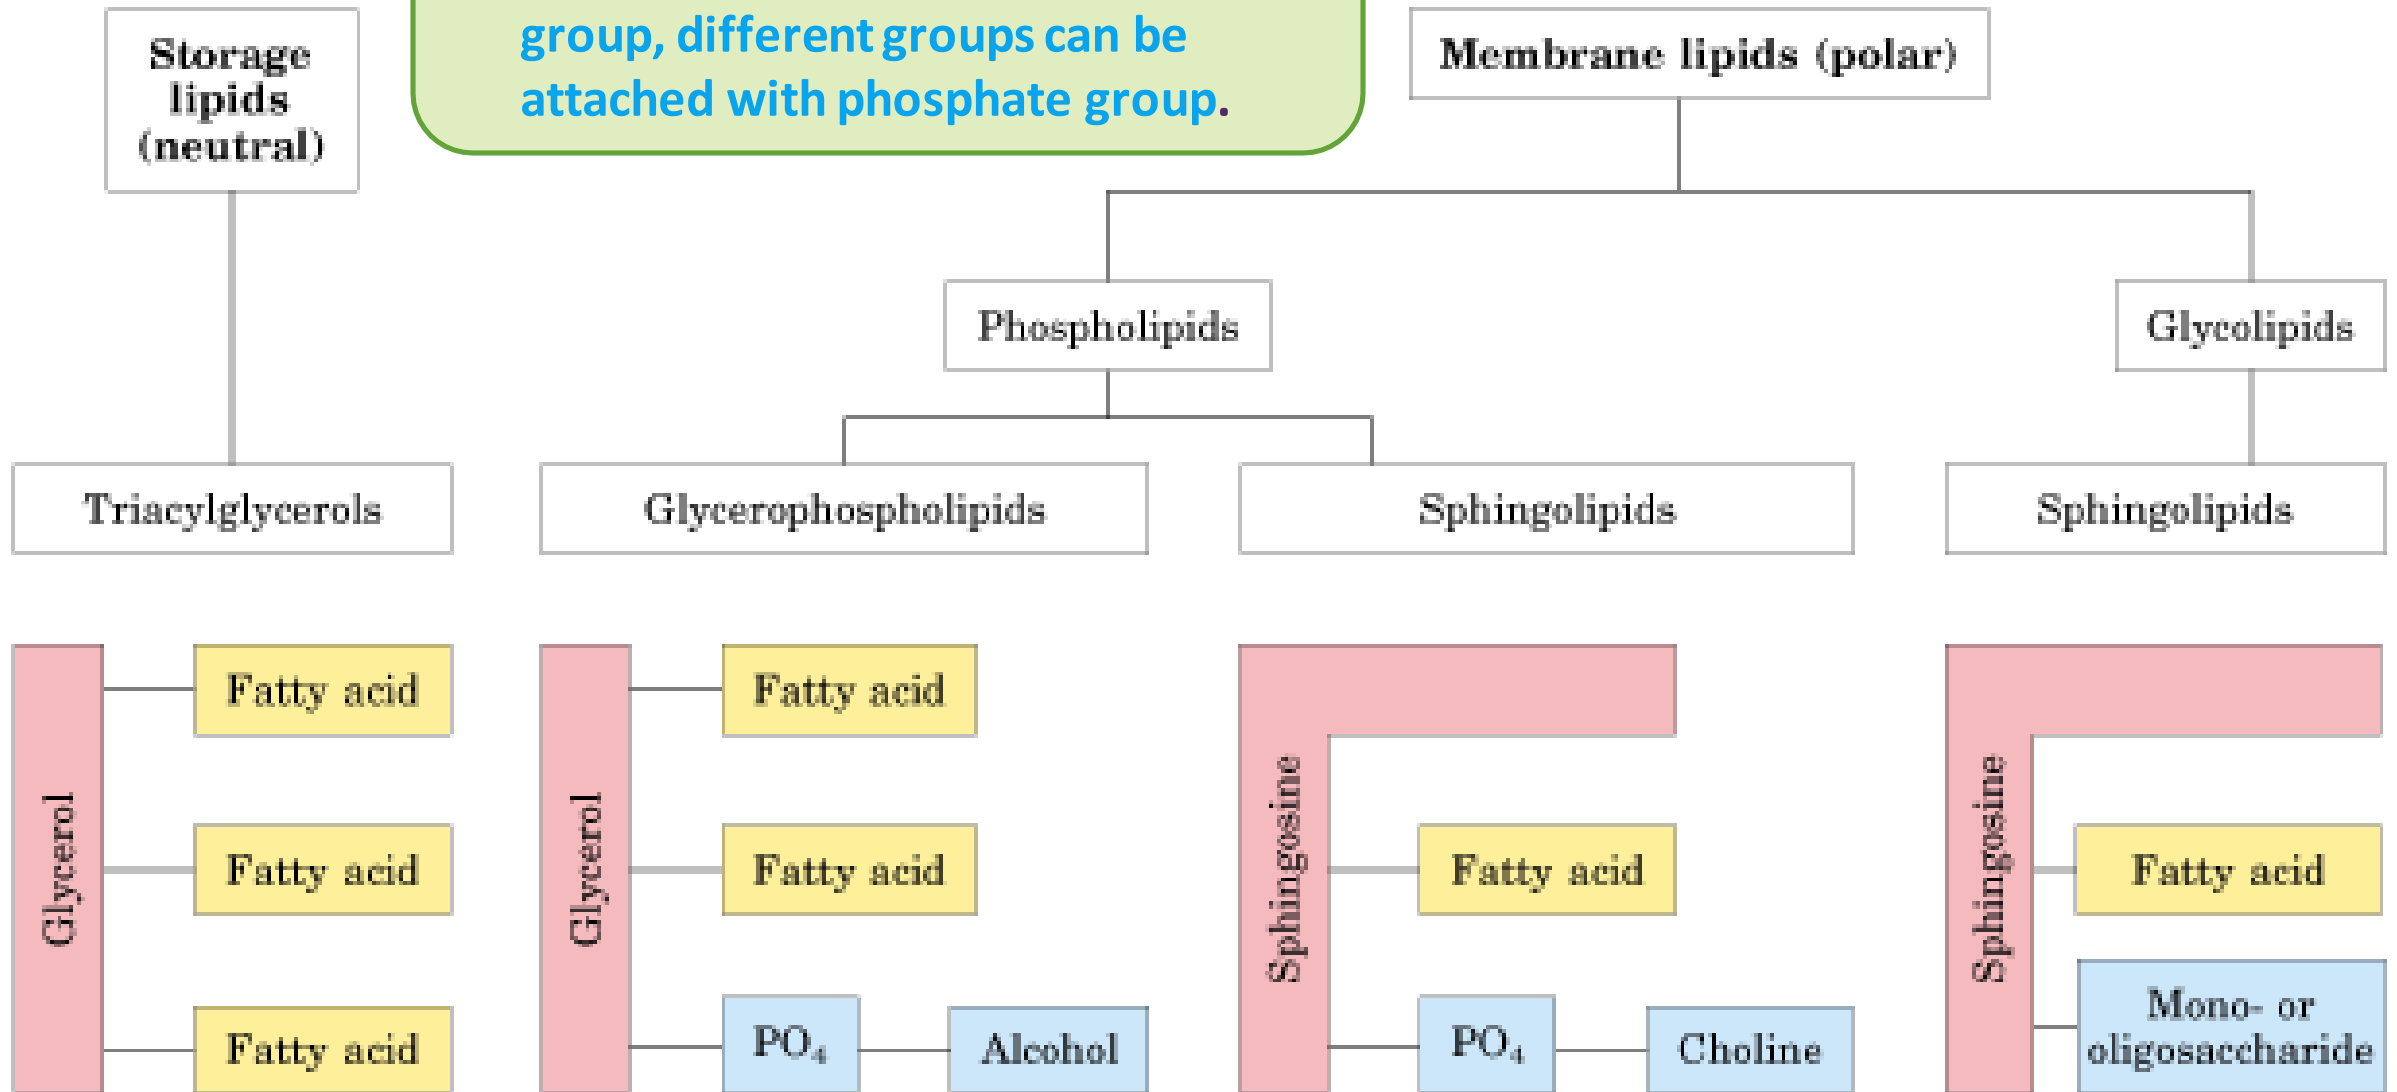 group, different groups can be
attached with phosphate group.
Storage
lipids
(neutral)
Membrane lipids (polar)
Phospholipids
Glycolipids
Triacylglycerols
Glycerophospholipids
Sphingolipids
Sphingolipids
Glycerol
Fatty acid
Fatty acid
Fatty acid
Glycerol
Fatty acid
Fatty acid
PO₄
Alcohol
Sphingosine
Fatty acid
PO₄
Choline
Sphingosine
Fatty acid
Mono- or
oligosaccharide